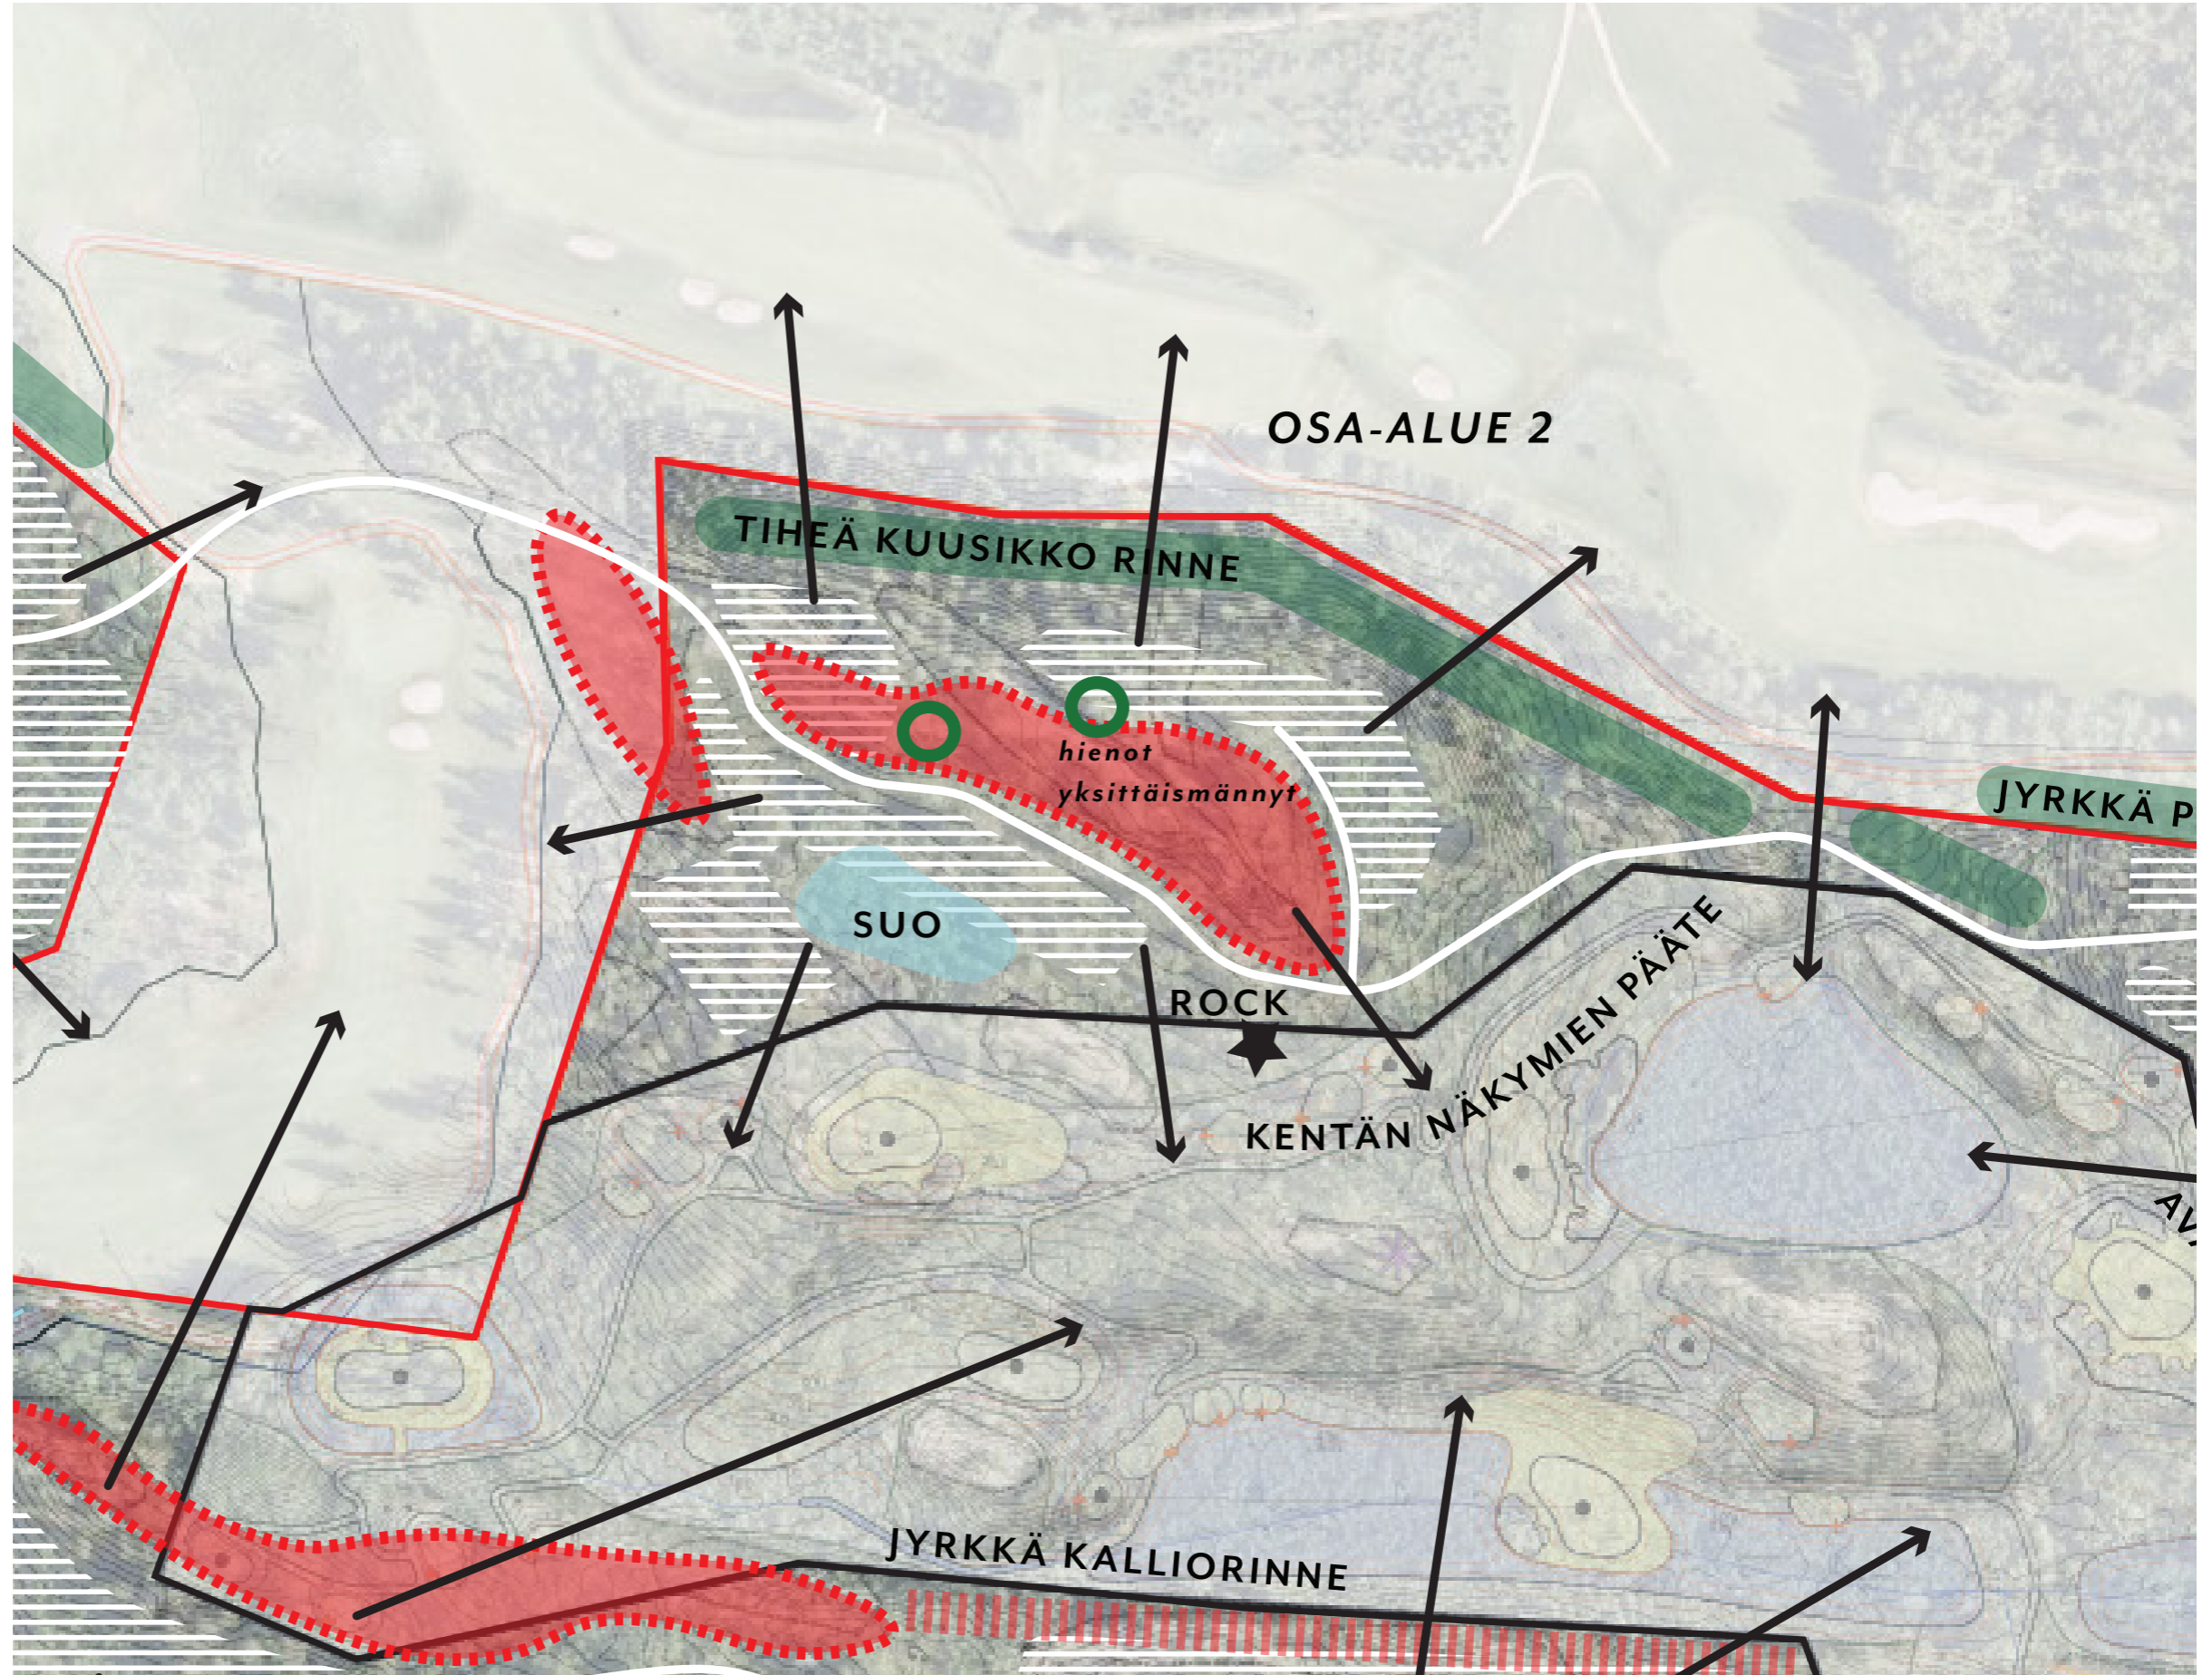 OSA-ALUE 2
TIHEÄ KUUSIKKO RINNE
hienot
yksittäismännyt
JYRKKÄ P
SUO
ROCK
KENTÄN NÄKYMIEN PÄÄTE
AV
JYRKKÄ KALLIORINNE